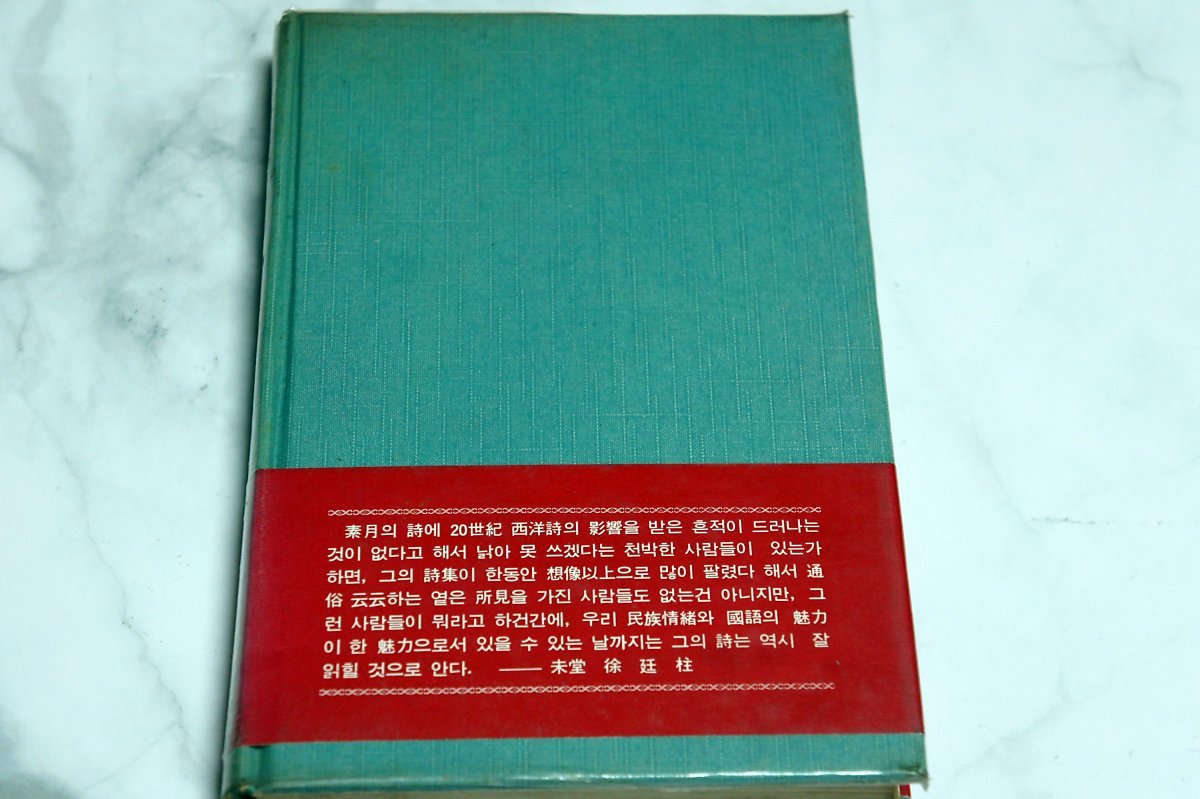 素月의 詩에 20世紀 西洋詩의 影響을 받은 흔적이 드러나는
것이 없다고 해서 낡아 못 쓰겠다는 천박한 사람들이 있는가
하면, 그의 詩集이 한동안 想像以上으로 많이 팔렸다 해서 通
俗 云云하는 옅은 所見을 가진 사람들도 없는건 아니지만, 그
런 사람들이 뭐라고 하건간에, 우리 民族情緖와 國語의 魅力
이 한 魅力으로서 있을 수 있는 날까지는 그의 詩는 역시 잘
읽힐 것으로 안다. ── 未堂 徐 廷 柱